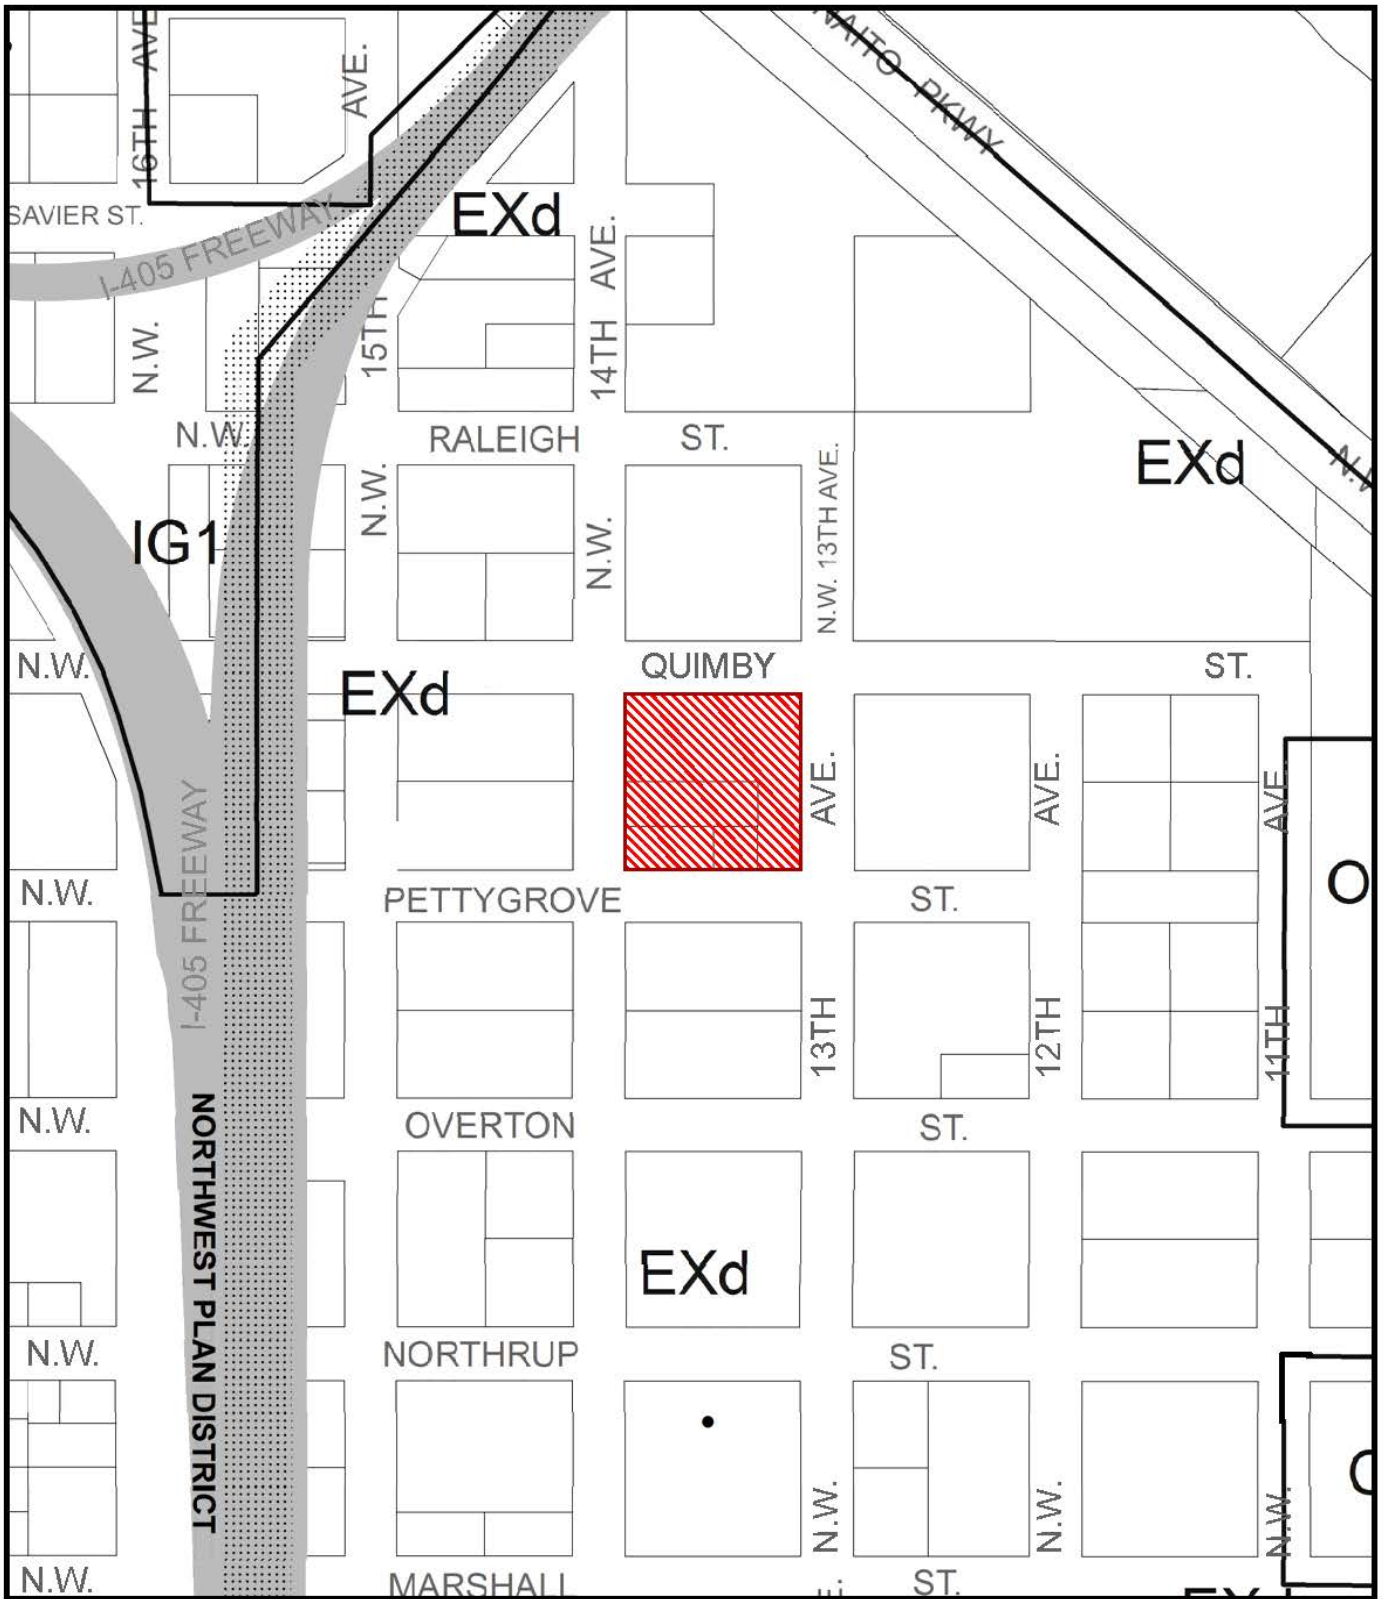 16TH AVE
AVE.
NAITO PKWY
SAVIER ST.
I-405 FREEWAY
EXd
14TH AVE.
15TH
N.W.
N.W. RALEIGH ST.
EXd
N.W.
IG1
N.W.
N.W.
N.W. 13TH AVE.
N.W. QUIMBY ST.
EXd
AVE.
AVE.
AVE.
I-405 FREEWAY
O
N.W. PETTYGROVE ST.
13TH
12TH
11TH
N.W. OVERTON ST.
NORTHWEST PLAN DISTRICT
EXd
N.W. NORTHRUP ST.
N.W.
N.W.
N.W.
N.W. MARSHALL ST.